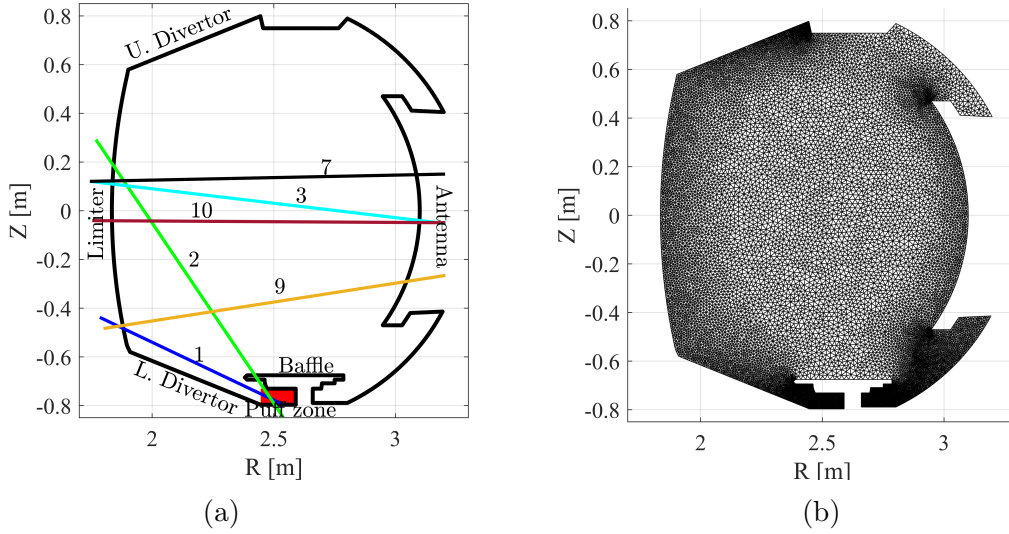 0.8
0.6
0.4
0.2
0
-0.2
-0.4
-0.6
-0.8
Z [m]
2
2.5
3
R [m]
U. Divertor
7
3
10
2
9
1
Limiter
Antenna
Baffle
L. Divertor
Puff zone
(a)
0.8
0.6
0.4
0.2
0
-0.2
-0.4
-0.6
-0.8
Z [m]
2
2.5
3
R [m]
(b)